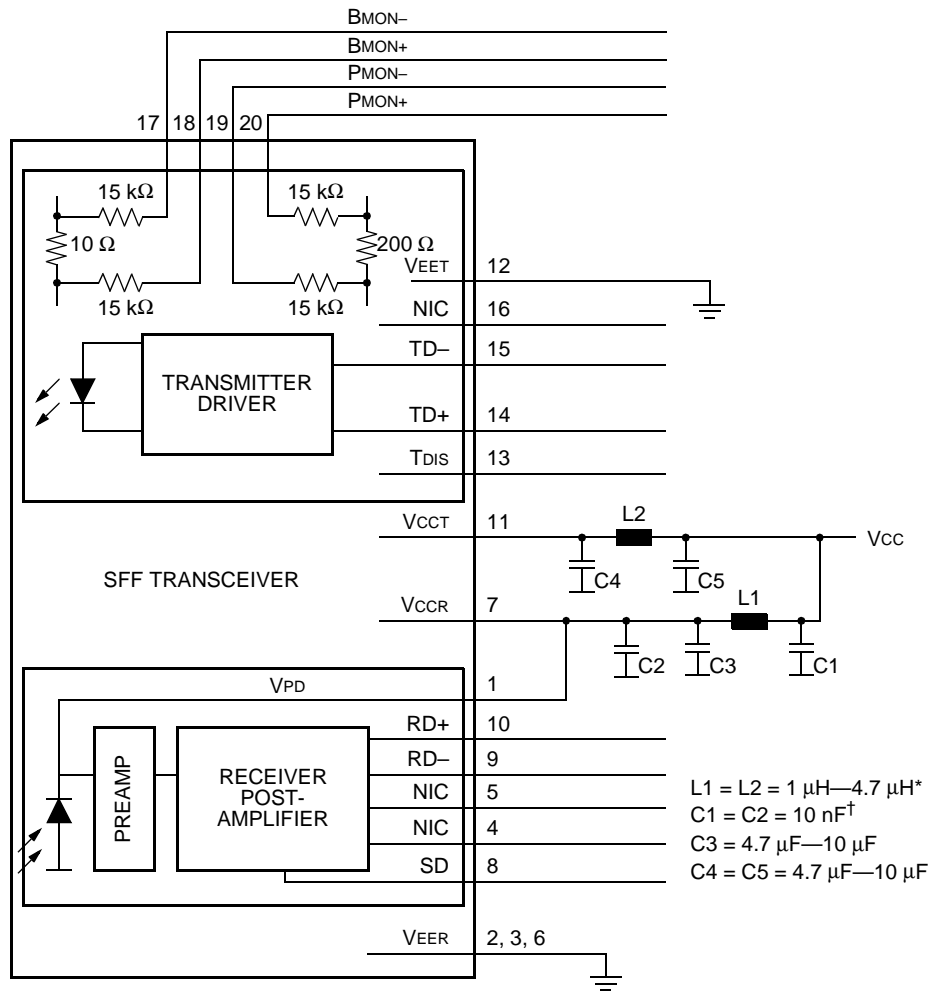 BMON–
BMON+
PMON–
PMON+
17 18 19 20
15 kΩ
15 kΩ
10 Ω
200 Ω
15 kΩ
15 kΩ
VEET 12
NIC 16
TD– 15
TRANSMITTER
DRIVER
TD+ 14
TDIS 13
VCCT 11
L2
VCC
C4
C5
SFF TRANSCEIVER
VCCR 7
L1
C2
C3
C1
VPD 1
RD+ 10
RD– 9
PREAMP
RECEIVER
POST-
AMPLIFIER
NIC 5
NIC 4
SD 8
L1 = L2 = 1 μH—4.7 μH*
C1 = C2 = 10 nF†
C3 = 4.7 μF—10 μF
C4 = C5 = 4.7 μF—10 μF
VEER 2, 3, 6